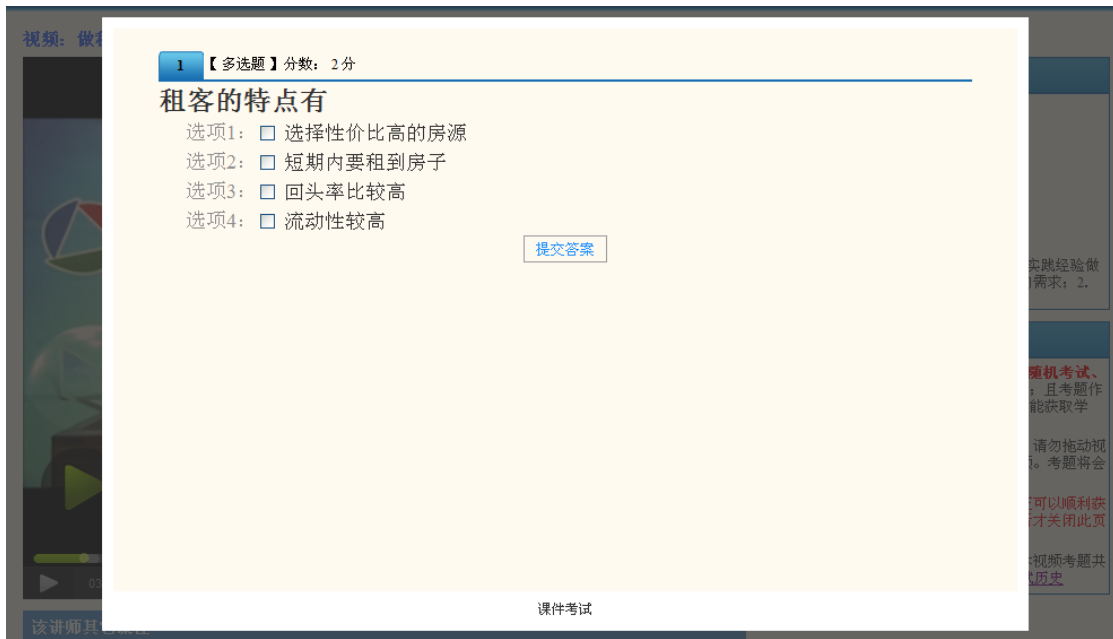 视频: 做
1 【 多选题 】分数: 2分
租客的特点有
选项1: 选择性价比高的房源
选项2: 短期内要租到房子
选项3: 回头率比较高
选项4: 流动性较高
提交答案
实践经验做
需求; 2.
随机考试、
; 且考题作
能获取学
请勿拖动视
。考题将会
可以顺利获
才关闭此页
视频考题共
历史
03
课件考试
该讲师其